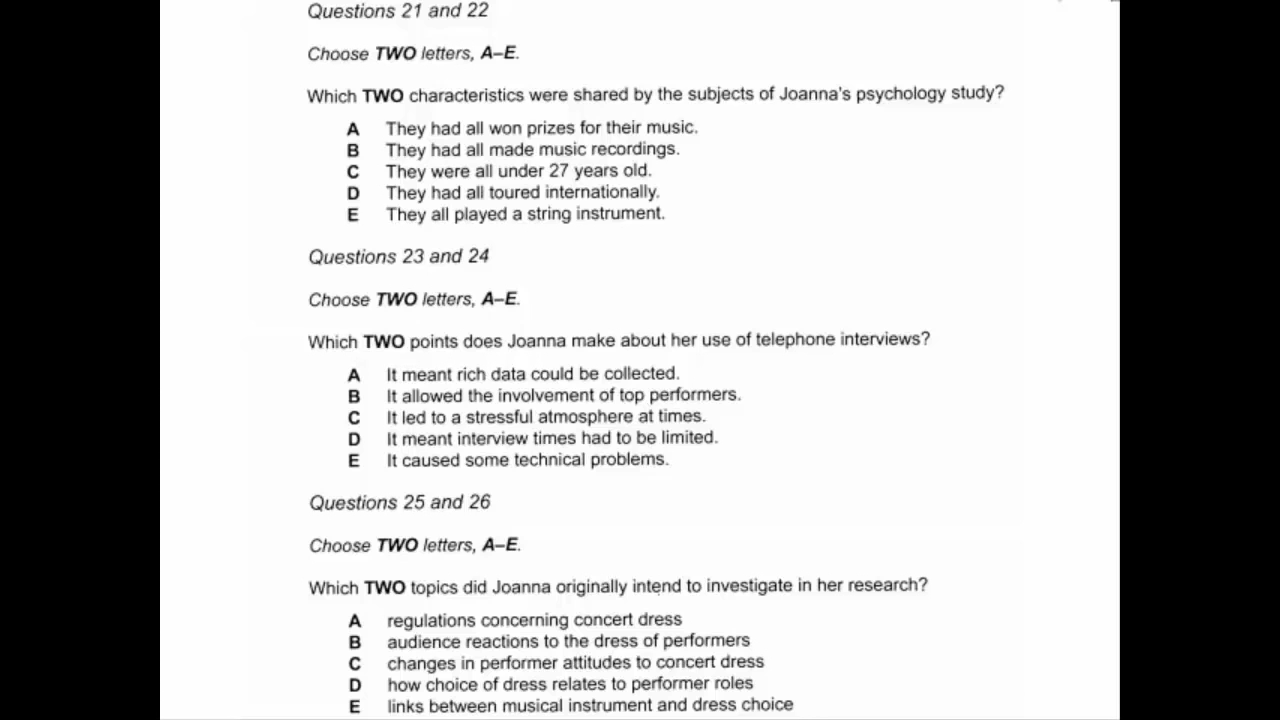 Questions 21 and 22
Choose TWO letters, A–E.
Which TWO characteristics were shared by the subjects of Joanna's psychology study?
A They had all won prizes for their music.
B They had all made music recordings.
C They were all under 27 years old.
D They had all toured internationally.
E They all played a string instrument.
Questions 23 and 24
Choose TWO letters, A–E.
Which TWO points does Joanna make about her use of telephone interviews?
A It meant rich data could be collected.
B It allowed the involvement of top performers.
C It led to a stressful atmosphere at times.
D It meant interview times had to be limited.
E It caused some technical problems.
Questions 25 and 26
Choose TWO letters, A–E.
Which TWO topics did Joanna originally intend to investigate in her research?
A regulations concerning concert dress
B audience reactions to the dress of performers
C changes in performer attitudes to concert dress
D how choice of dress relates to performer roles
E links between musical instrument and dress choice